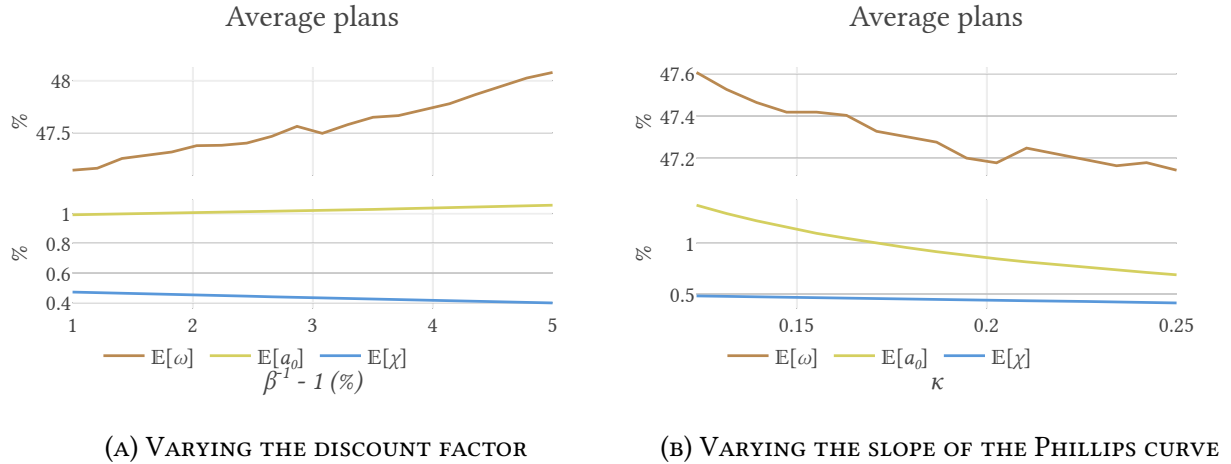 Average plans
48
47.5
%
1
0.8
0.6
0.4
%
1 2 3 4 5
𝔼[ω] 𝔼[a₀] 𝔼[χ]
β⁻¹ - 1 (%)
(A) VARYING THE DISCOUNT FACTOR
Average plans
47.6
47.4
47.2
%
1
0.5
%
0.15 0.2 0.25
𝔼[ω] 𝔼[a₀] 𝔼[χ]
κ
(B) VARYING THE SLOPE OF THE PHILLIPS CURVE